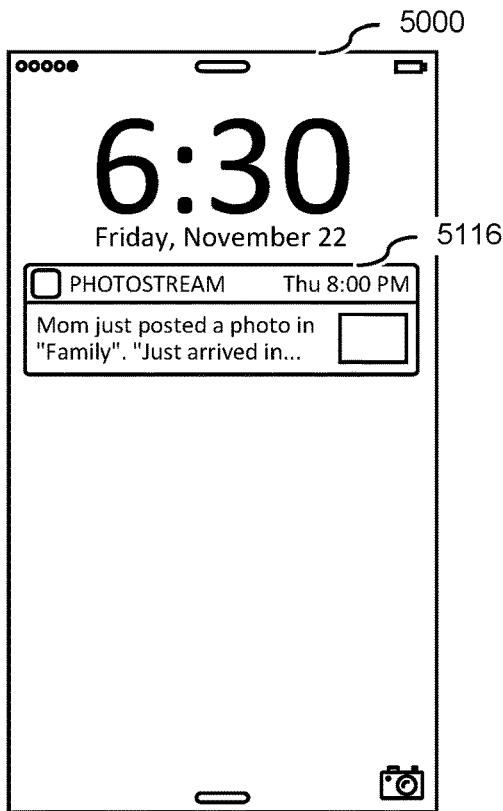 5000
6:30
Friday, November 22
5116
PHOTOSTREAM Thu 8:00 PM
Mom just posted a photo in
"Family". "Just arrived in...